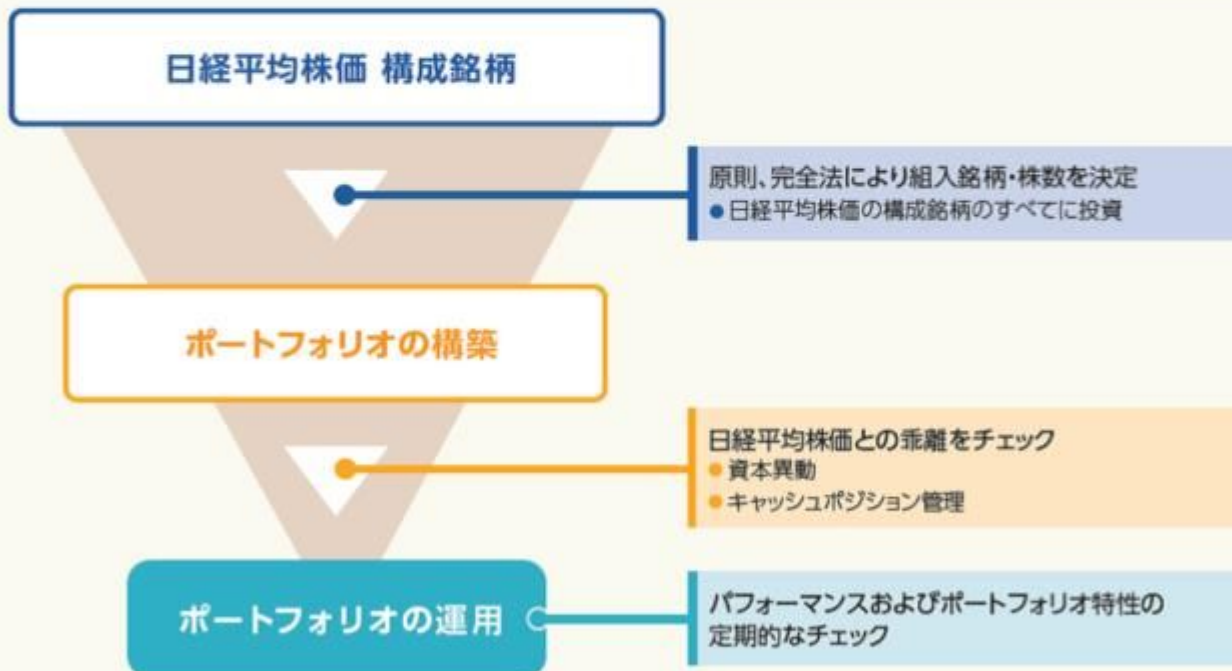 日経平均株価 構成銘柄
原則、完全法により組入銘柄・株数を決定
●日経平均株価の構成銘柄のすべてに投資
ポートフォリオの構築
日経平均株価との乖離をチェック
●資本異動
●キャッシュポジション管理
ポートフォリオの運用
パフォーマンスおよびポートフォリオ特性の
定期的なチェック